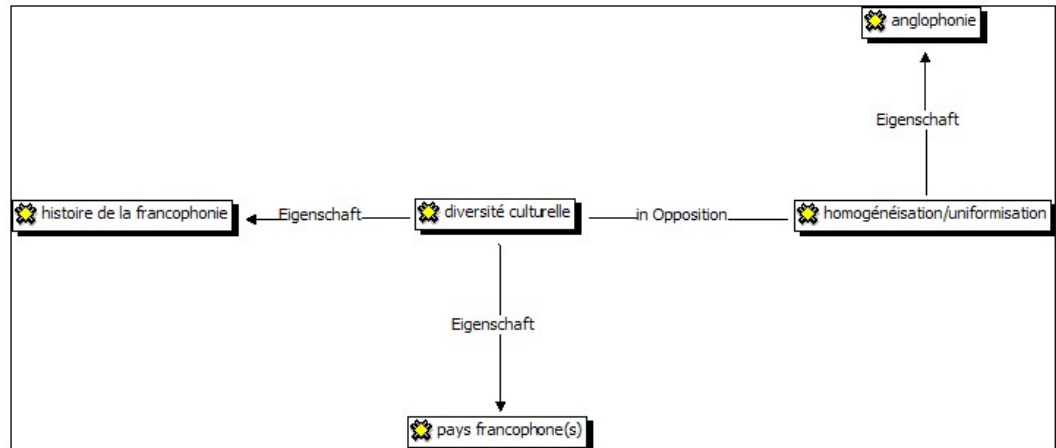 anglophonie
Eigenschaft
histoire de la francophonie
Eigenschaft
diversité culturelle
in Opposition
homogénéisation/uniformisation
Eigenschaft
pays francophone(s)